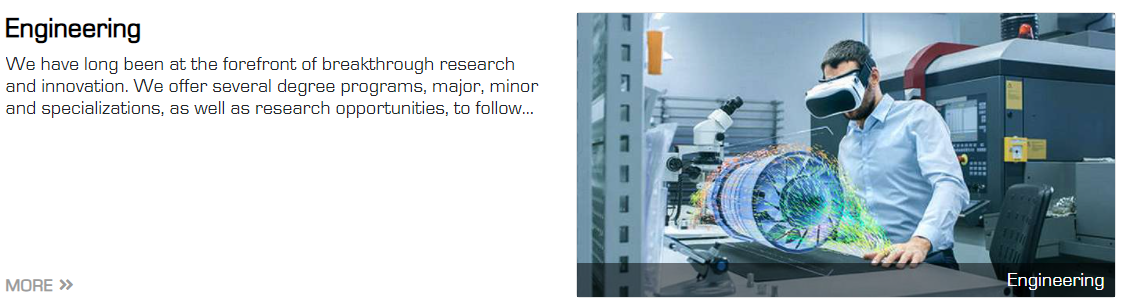 Engineering
We have long been at the forefront of breakthrough research
and innovation. We offer several degree programs, major, minor
and specializations, as well as research opportunities, to follow...
MORE »
Engineering